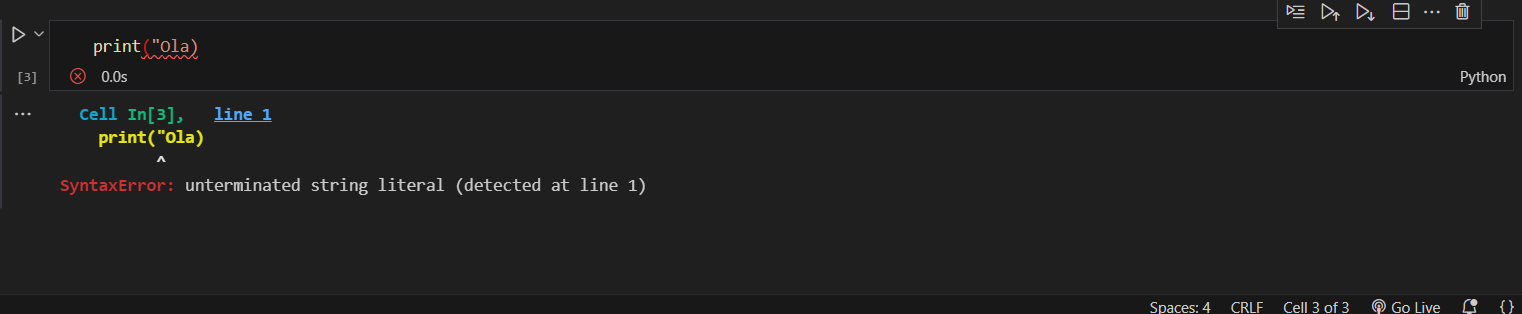 print("Ola)
[3]
0.0s
Python
...
Cell In[3], line 1
print("Ola)
^
SyntaxError: unterminated string literal (detected at line 1)
Spaces: 4 CRLF Cell 3 of 3 Go Live {}